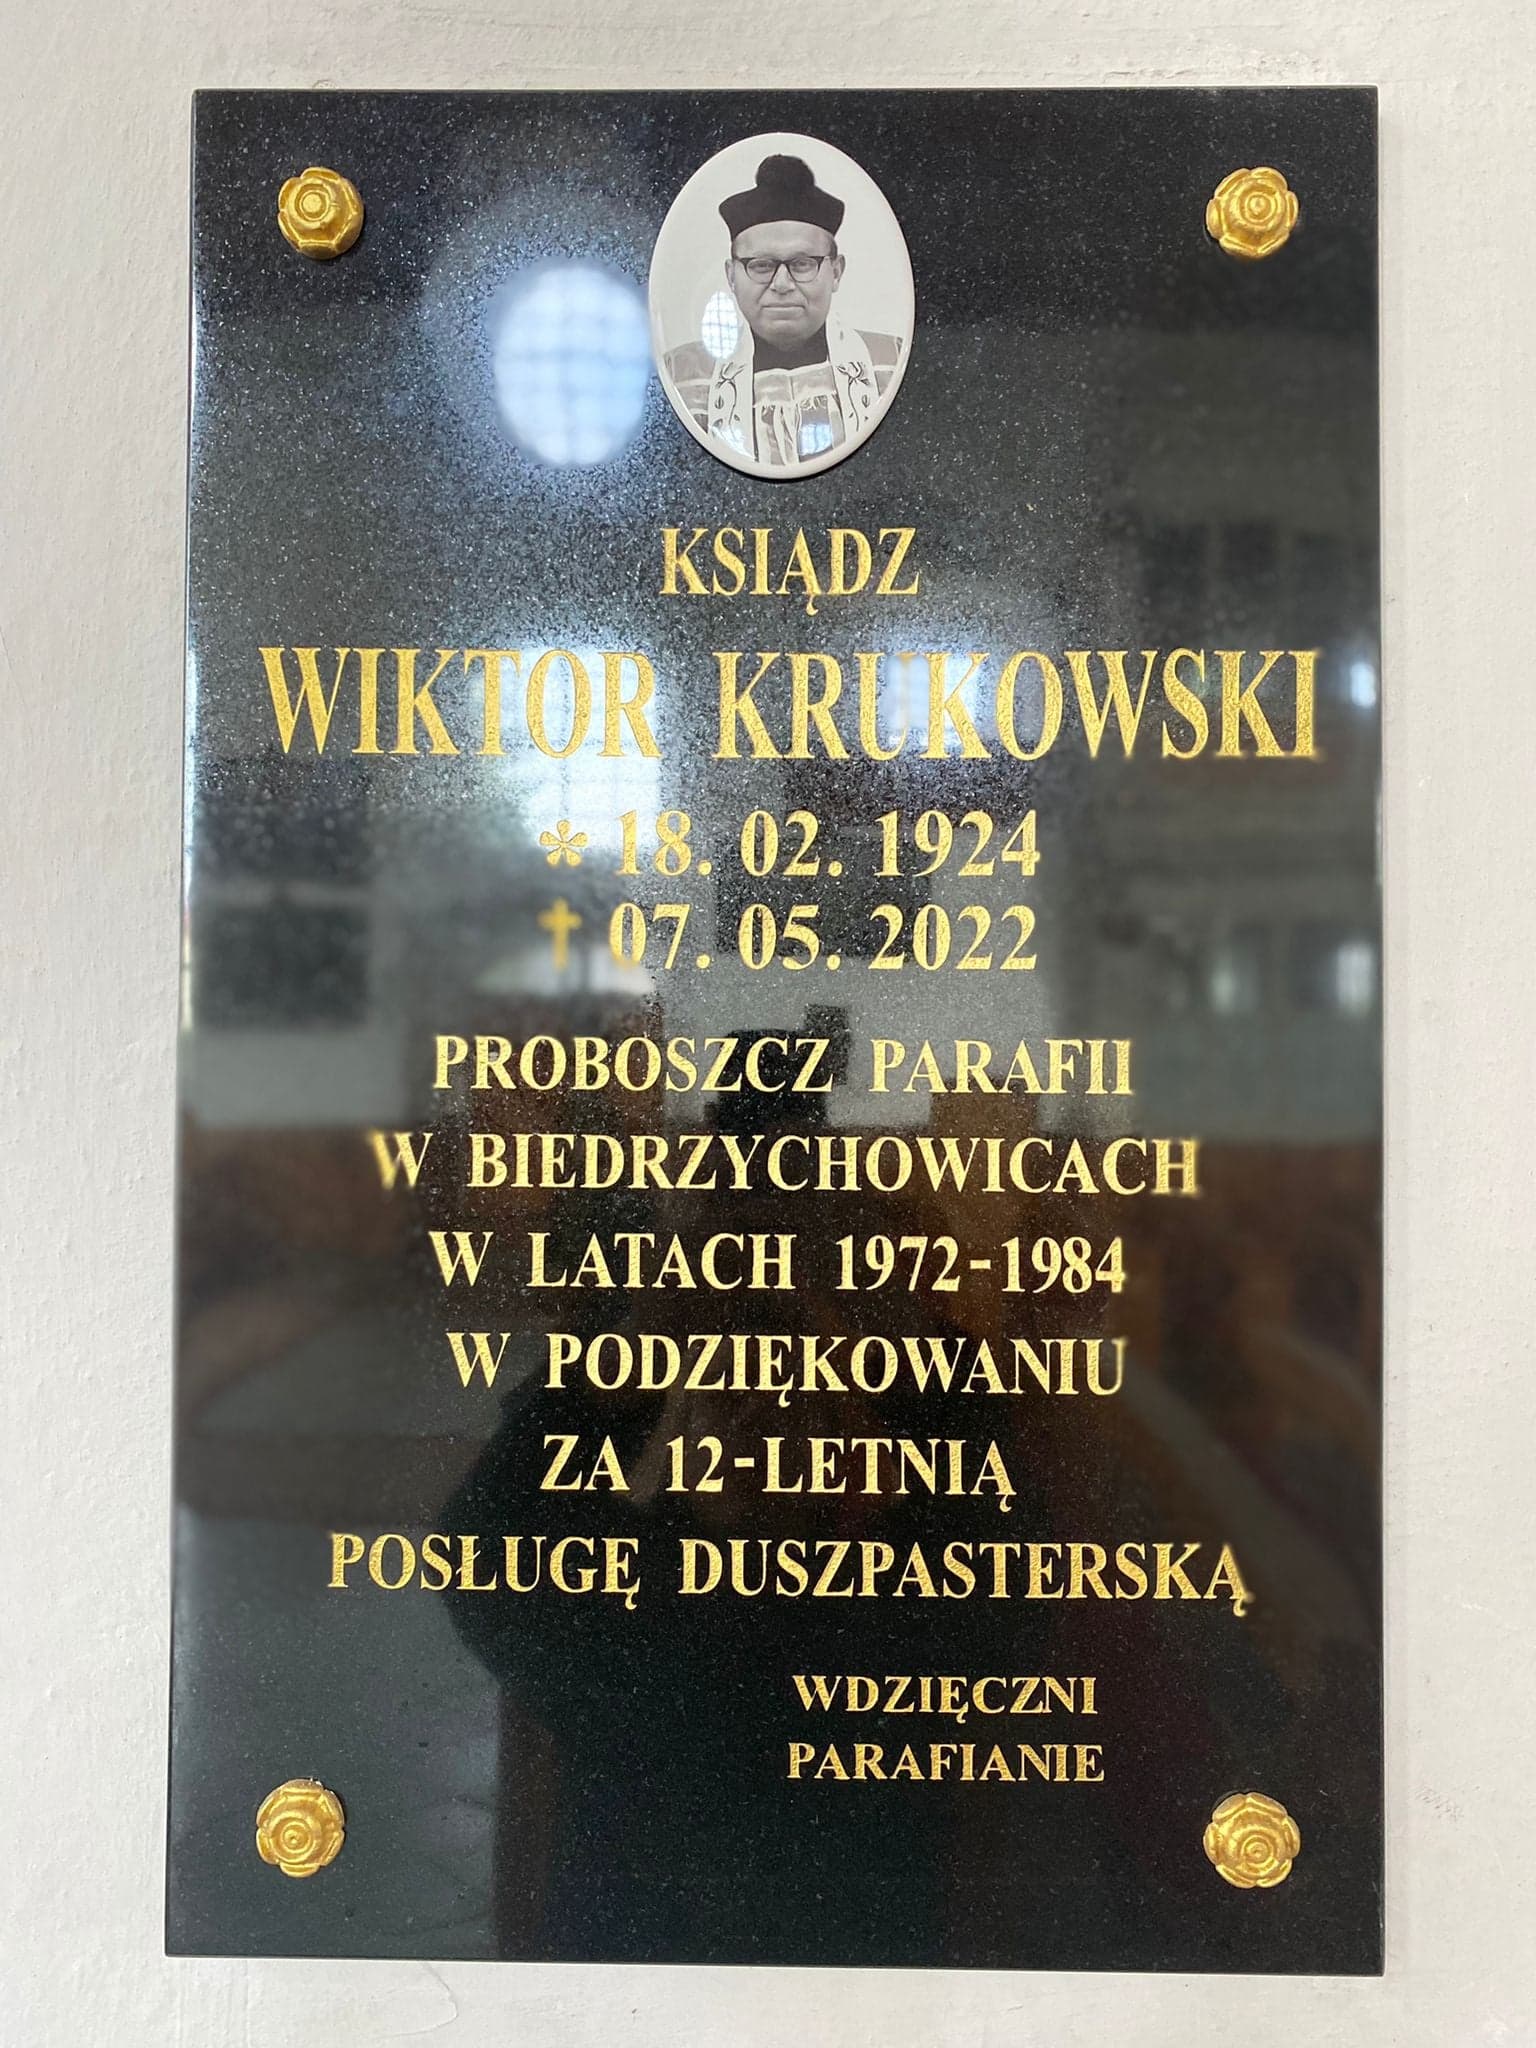 KSIĄDZ
WIKTOR KRUKOWSKI
* 18. 02. 1924
✝ 07. 05. 2022
PROBOSZCZ PARAFII
W BIEDRZYCHOWICACH
W LATACH 1972-1984
W PODZIĘKOWANIU
ZA 12-LETNIĄ
POSŁUGĘ DUSZPASTERSKĄ
WDZIĘCZNI
PARAFIANIE